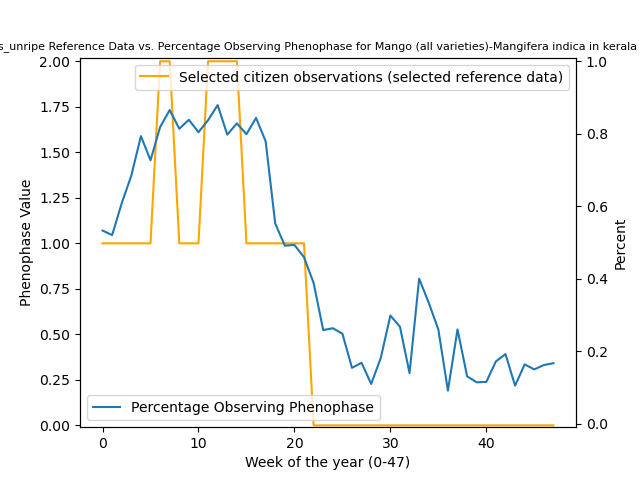 s_unripe Reference Data vs. Percentage Observing Phenophase for Mango (all varieties)-Mangifera indica in kerala
2.00
1.75
1.50
1.25
1.00
0.75
0.50
0.25
0.00
Phenophase Value
Selected citizen observations (selected reference data)
Percentage Observing Phenophase
1.0
0.8
0.6
0.4
0.2
0.0
Percent
0 10 20 30 40
Week of the year (0-47)